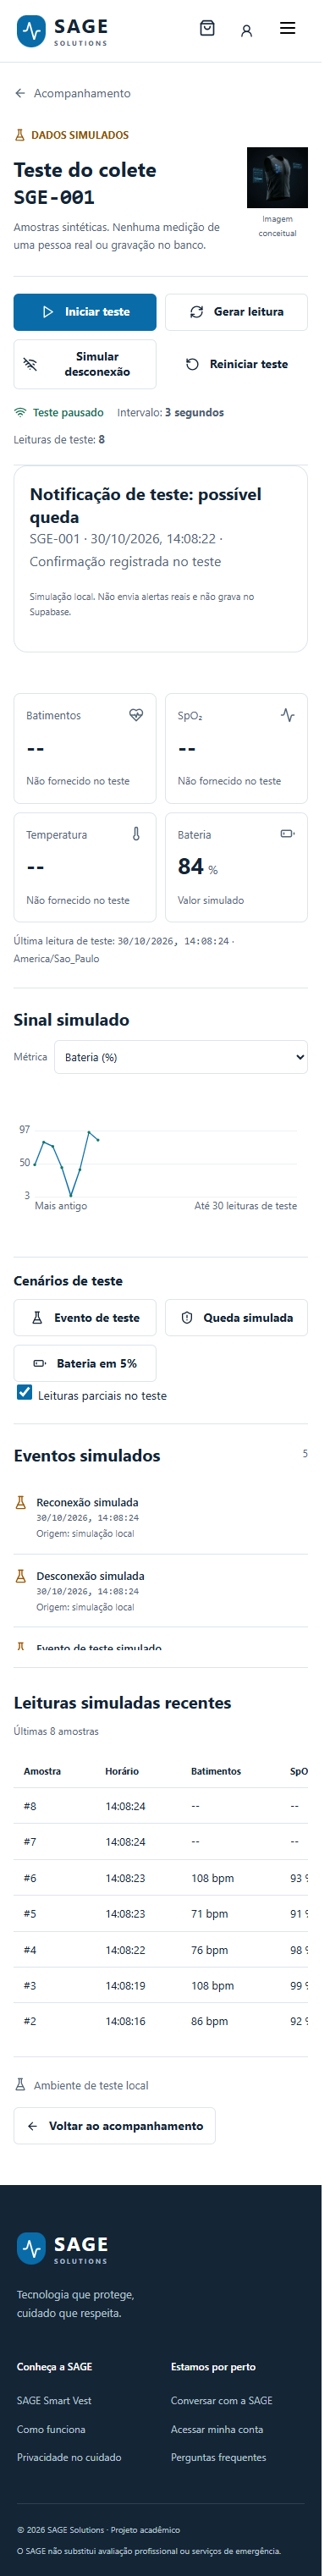 SAGE
SOLUTIONS
Acompanhamento
DADOS SIMULADOS
Teste do colete
SGE-001
Amostras sintéticas. Nenhuma medição de
uma pessoa real ou gravação no banco.
Imagem
conceitual
Iniciar teste
Gerar leitura
Simular
desconexão
Reiniciar teste
Teste pausado Intervalo: 3 segundos
Leituras de teste: 8
Notificação de teste: possível
queda
SGE-001 · 30/10/2026, 14:08:22 ·
Confirmação registrada no teste
Simulação local. Não envia alertas reais e não grava no
Supabase.
Batimentos
--
Não fornecido no teste
SpO₂
--
Não fornecido no teste
Temperatura
--
Não fornecido no teste
Bateria
84 %
Valor simulado
Última leitura de teste: 30/10/2026, 14:08:24 ·
America/Sao_Paulo
Sinal simulado
Métrica
Bateria (%)
97
50
3
Mais antigo
Até 30 leituras de teste
Cenários de teste
Evento de teste
Queda simulada
Bateria em 5%
Leituras parciais no teste
Eventos simulados
5
Reconexão simulada
30/10/2026, 14:08:24
Origem: simulação local
Desconexão simulada
30/10/2026, 14:08:24
Origem: simulação local
Evento de teste simulado
Leituras simuladas recentes
Últimas 8 amostras
Amostra Horário Batimentos SpO
#8 14:08:24 -- --
#7 14:08:24 -- --
#6 14:08:23 108 bpm 93 %
#5 14:08:23 71 bpm 91 %
#4 14:08:22 76 bpm 98 %
#3 14:08:19 108 bpm 99 %
#2 14:08:16 86 bpm 92 %
Ambiente de teste local
Voltar ao acompanhamento
SAGE
SOLUTIONS
Tecnologia que protege,
cuidado que respeita.
Conheça a SAGE
SAGE Smart Vest
Como funciona
Privacidade no cuidado
Estamos por perto
Conversar com a SAGE
Acessar minha conta
Perguntas frequentes
© 2026 SAGE Solutions · Projeto acadêmico
O SAGE não substitui avaliação profissional ou serviços de emergência.